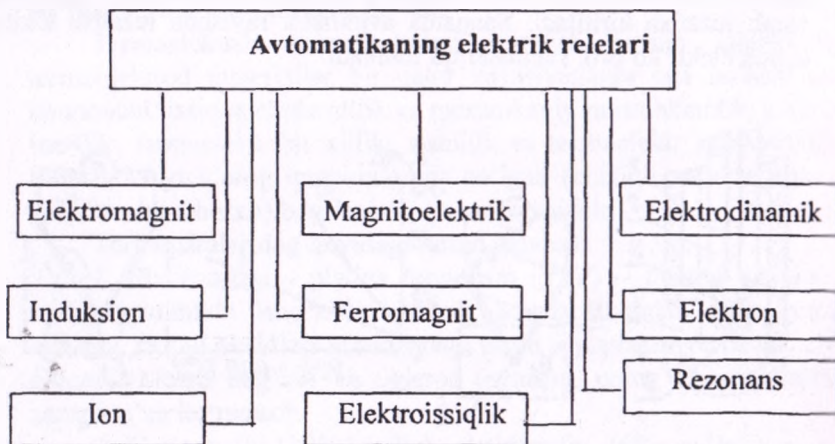 Avtomatikaning elektrik relelari
Elektromagnit
Magnitoelektrik
Elektrodinamik
Induksion
Ferromagnit
Elektron
Rezonans
Ion
Elektroissiqlik